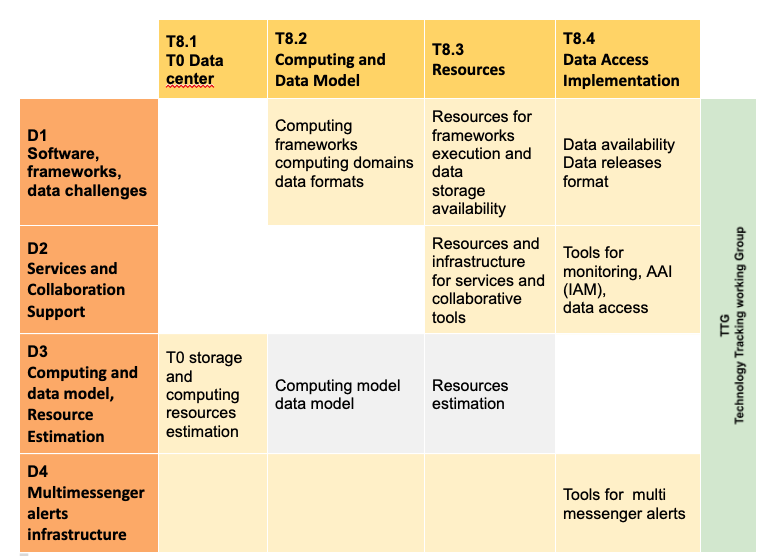 T8.1
T0 Data
center
T8.2
Computing and
Data Model
T8.3
Resources
T8.4
Data Access
Implementation
D1
Software,
frameworks,
data challenges
Computing
frameworks
computing domains
data formats
Resources for
frameworks
execution and
data
storage
availability
Data availability
Data releases
format
D2
Services and
Collaboration
Support
Resources and
infrastructure
for services and
collaborative
tools
Tools for
monitoring, AAI
(IAM),
data access
D3
Computing and
data model,
Resource
Estimation
T0 storage
and
computing
resources
estimation
Computing model
data model
Resources
estimation
D4
Multimessenger
alerts
infrastructure
Tools for  multi
messenger alerts
TTG
Technology Tracking working Group